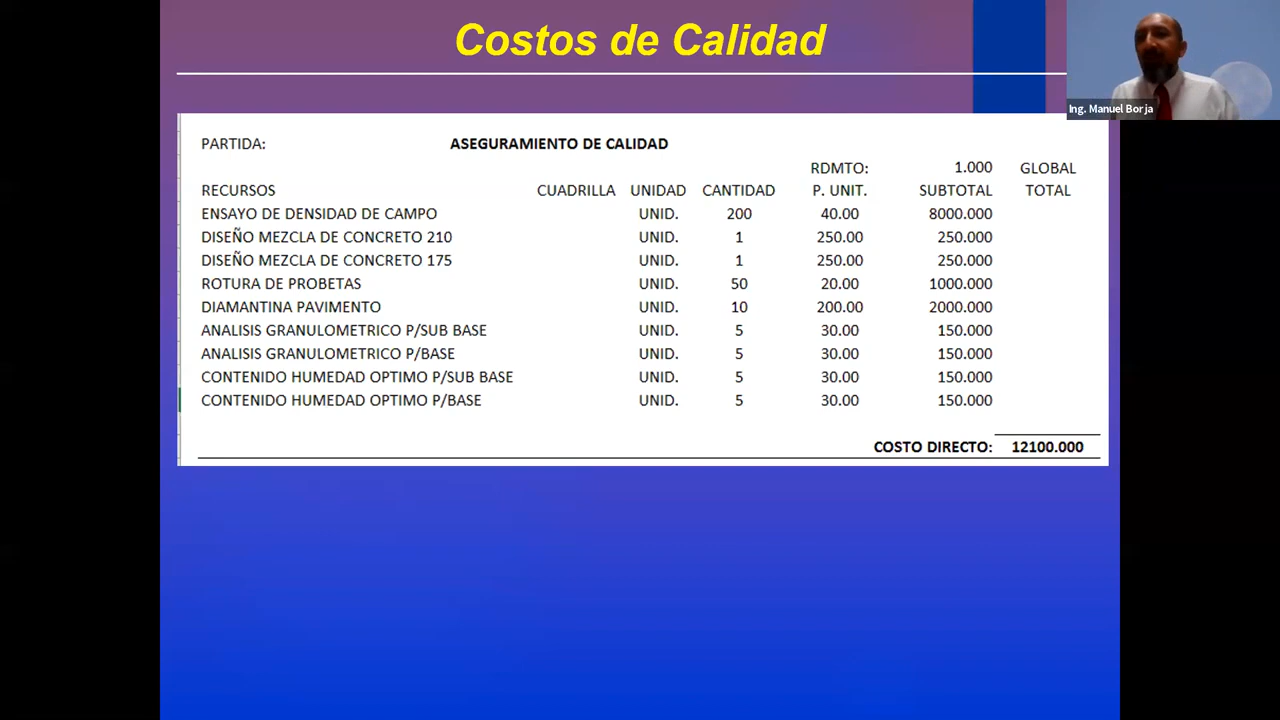 Costos de Calidad
Ing. Manuel Borja
PARTIDA: ASEGURAMIENTO DE CALIDAD
RDMTO: 1.000 GLOBAL
RECURSOS CUADRILLA UNIDAD CANTIDAD P. UNIT. SUBTOTAL TOTAL
ENSAYO DE DENSIDAD DE CAMPO UNID. 200 40.00 8000.000
DISEÑO MEZCLA DE CONCRETO 210 UNID. 1 250.00 250.000
DISEÑO MEZCLA DE CONCRETO 175 UNID. 1 250.00 250.000
ROTURA DE PROBETAS UNID. 50 20.00 1000.000
DIAMANTINA PAVIMENTO UNID. 10 200.00 2000.000
ANALISIS GRANULOMETRICO P/SUB BASE UNID. 5 30.00 150.000
ANALISIS GRANULOMETRICO P/BASE UNID. 5 30.00 150.000
CONTENIDO HUMEDAD OPTIMO P/SUB BASE UNID. 5 30.00 150.000
CONTENIDO HUMEDAD OPTIMO P/BASE UNID. 5 30.00 150.000
COSTO DIRECTO: 12100.000